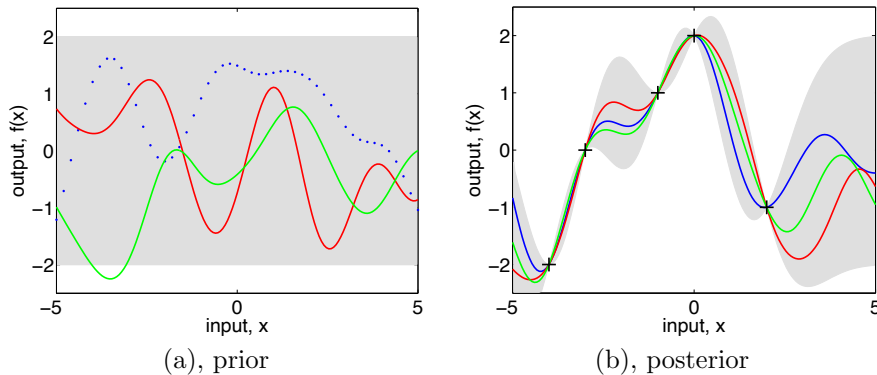 2
1
0
−1
−2
−5
0
5
output, f(x)
input, x
(a), prior
2
1
0
−1
−2
−5
0
5
output, f(x)
input, x
(b), posterior